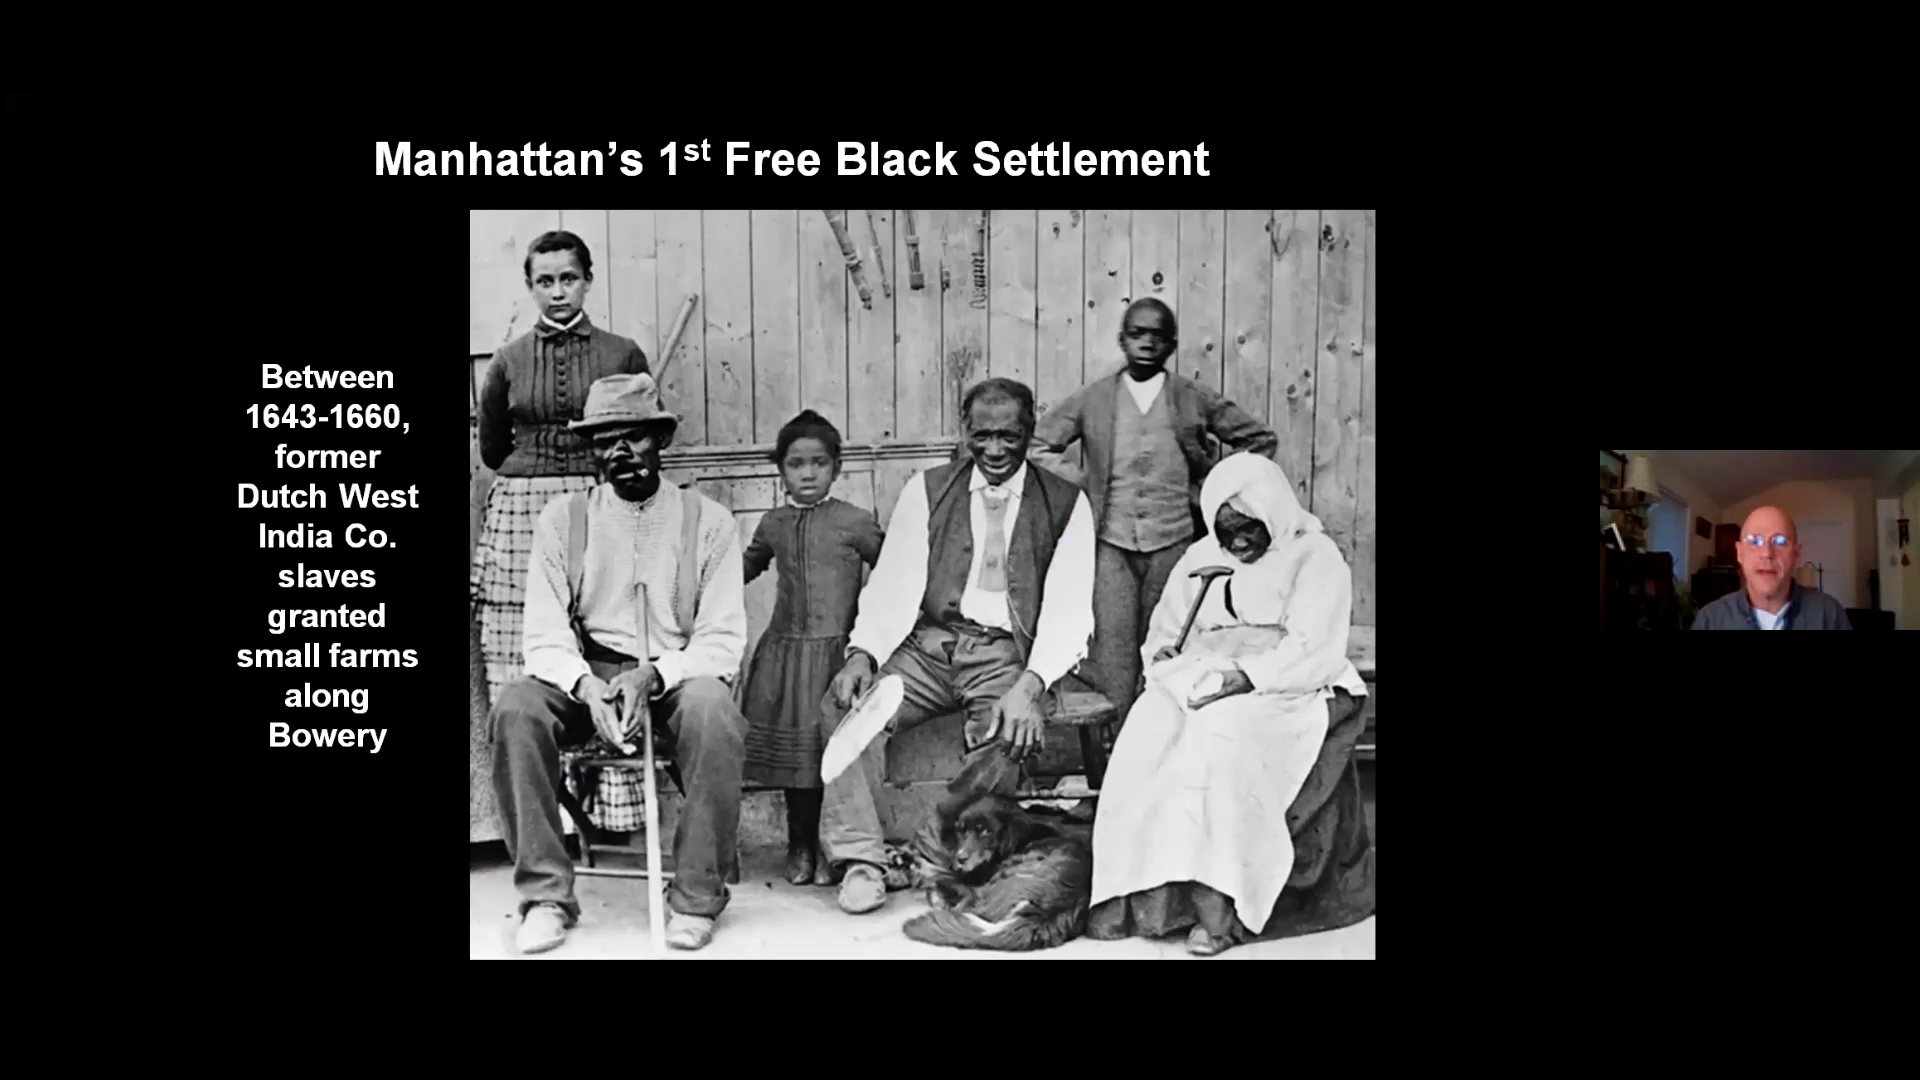 Manhattan’s 1st Free Black Settlement
Between
1643-1660,
former
Dutch West
India Co.
slaves
granted
small farms
along
Bowery